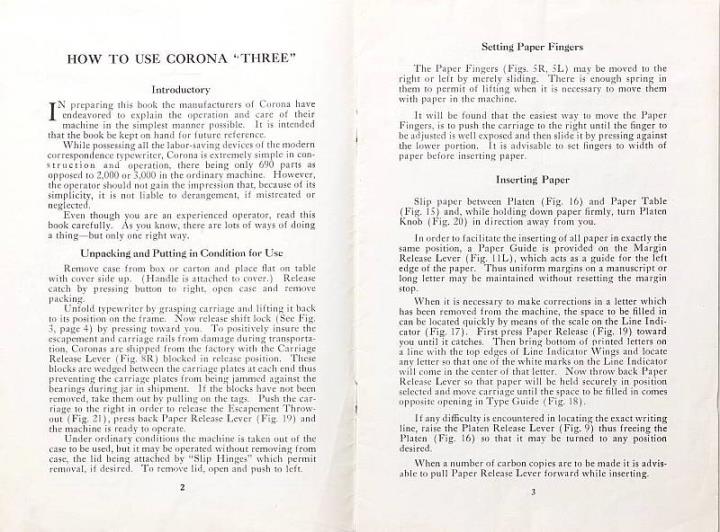 HOW TO USE CORONA "THREE"
Introductory
IN preparing this book the manufacturers of Corona have
endeavored to explain the operation and care of their
machine in the simplest manner possible. It is intended
that the book be kept on hand for future reference.
While possessing all the labor-saving devices of the modern
correspondence typewriter, Corona is extremely simple in con-
struction and operation, there being only 690 parts as
opposed to 2,000 or 3,000 in the ordinary machine. However,
the operator should not gain the impression that, because of its
simplicity, it is not liable to derangement, if mistreated or
neglected.
Even though you are an experienced operator, read this
book carefully. As you know, there are lots of ways of doing
a thing—but only one right way.
Unpacking and Putting in Condition for Use
Remove case from box or carton and place flat on table
with cover side up. (Handle is attached to cover.) Release
catch by pressing button to right, open case and remove
packing.
Unfold typewriter by grasping carriage and lifting it back
to its position on the frame. Now release shift lock (See Fig.
3, page 4) by pressing toward you. To positively insure the
escapement and carriage rails from damage during transporta-
tion, Coronas are shipped from the factory with the Carriage
Release Lever (Fig. 8R) blocked in release position. These
blocks are wedged between the carriage plates at each end thus
preventing the carriage plates from being jammed against the
bearings during jar in shipment. If the blocks have not been
removed, take them out by pulling on the tags. Push the car-
riage to the right in order to release the Escapement Throw-
out (Fig. 21), press back Paper Release Lever (Fig. 19) and
the machine is ready to operate.
Under ordinary conditions the machine is taken out of the
case to be used, but it may be operated without removing from
case, the lid being attached by "Slip Hinges" which permit
removal, if desired. To remove lid, open and push to left.
2
Setting Paper Fingers
The Paper Fingers (Figs. 5R, 5L) may be moved to the
right or left by merely sliding. There is enough spring in
them to permit of lifting when it is necessary to move them
with paper in the machine.
It will be found that the easiest way to move the Paper
Fingers, is to push the carriage to the right until the finger to
be adjusted is well exposed and then slide it by pressing against
the lower portion. It is advisable to set fingers to width of
paper before inserting paper.
Inserting Paper
Slip paper between Platen (Fig. 16) and Paper Table
(Fig. 15) and, while holding down paper firmly, turn Platen
Knob (Fig. 20) in direction away from you.
In order to facilitate the inserting of all paper in exactly the
same position, a Paper Guide is provided on the Margin
Release Lever (Fig. 11L), which acts as a guide for the left
edge of the paper. Thus uniform margins on a manuscript or
long letter may be maintained without resetting the margin
stop.
When it is necessary to make corrections in a letter which
has been removed from the machine, the space to be filled in
can be located quickly by means of the scale on the Line Indi-
cator (Fig. 17). First press Paper Release (Fig. 19) toward
you until it catches. Then bring bottom of printed letters on
a line with the top edges of Line Indicator Wings and locate
any letter so that one of the white marks on the Line Indicator
will come in the center of that letter. Now throw back Paper
Release Lever so that paper will be held securely in position
selected and move carriage until the space to be filled in comes
opposite opening in Type Guide (Fig. 18).
If any difficulty is encountered in locating the exact writing
line, raise the Platen Release Lever (Fig. 9) thus freeing the
Platen (Fig. 16) so that it may be turned to any position
desired.
When a number of carbon copies are to be made it is advis-
able to pull Paper Release Lever forward while inserting.
3